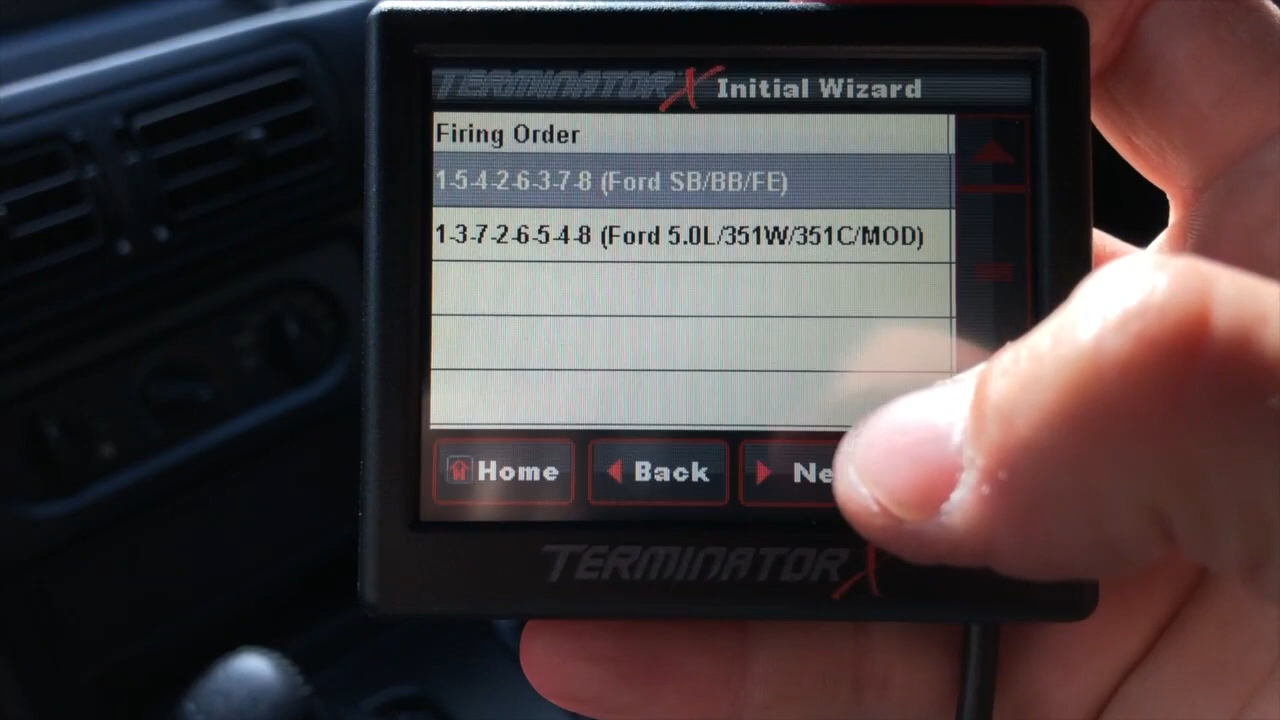 TERMINATOR X Initial Wizard
Firing Order
1-5-4-2-6-3-7-8 (Ford SB/BB/FE)
1-3-7-2-6-5-4-8 (Ford 5.0L/351W/351C/MOD)
Home Back Ne
TERMINATOR X